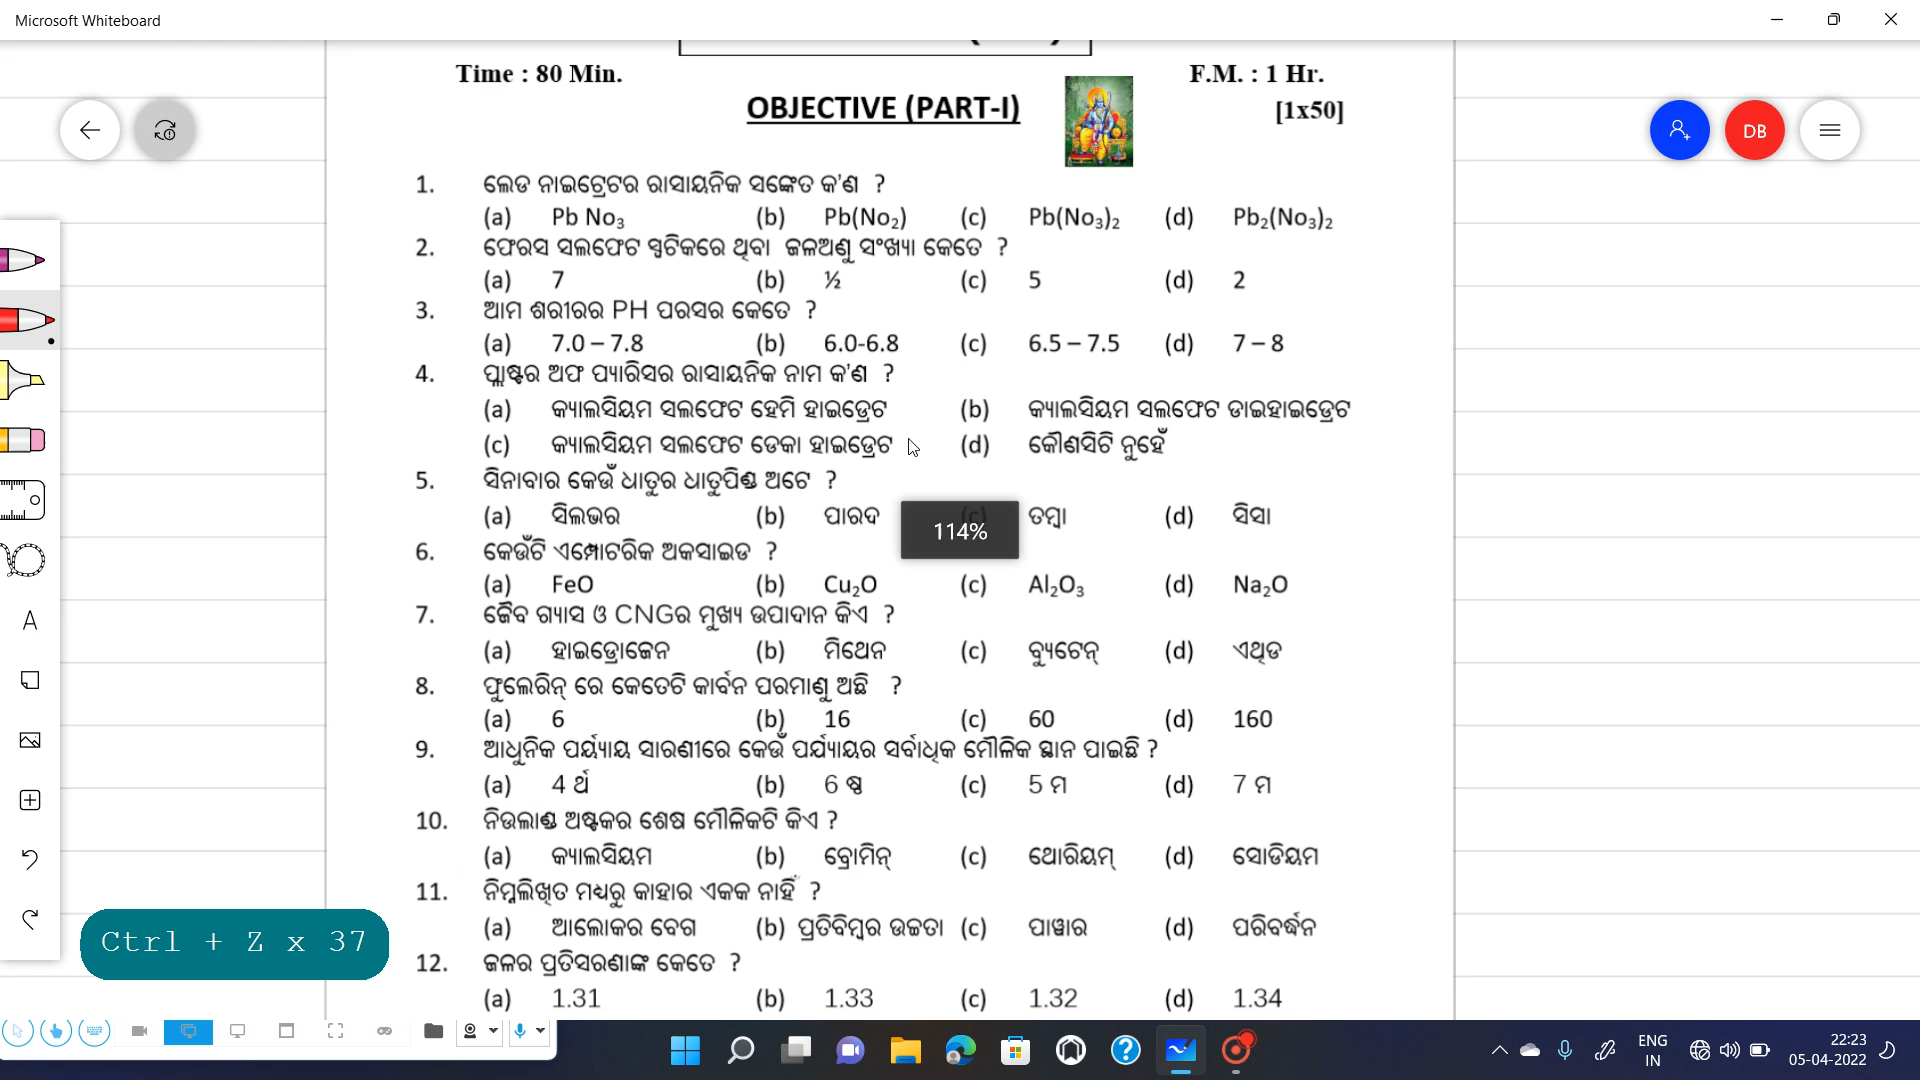 Microsoft Whiteboard
Time : 80 Min.
F.M. : 1 Hr.
OBJECTIVE (PART-I)
[1x50]
DB
1. ଲେଡ ନାଇଟ୍ରେଟର ରାସାୟନିକ ସଙ୍କେତ କ'ଣ ?
(a) Pb No₃ (b) Pb(No₂) (c) Pb(No₃)₂ (d) Pb₂(No₃)₂
2. ଫେରସ ସଲଫେଟ ସ୍ଵଟିକରେ ଥିବା ଜଳଅଣୁ ସଂଖ୍ୟା କେତେ ?
(a) 7 (b) ½ (c) 5 (d) 2
3. ଆମ ଶରୀରର PH ପରସର କେତେ ?
(a) 7.0 – 7.8 (b) 6.0-6.8 (c) 6.5 – 7.5 (d) 7 – 8
4. ପ୍ଲାଷ୍ଟର ଅଫ ପ୍ୟାରିସର ରାସାୟନିକ ନାମ କ'ଣ ?
(a) କ୍ୟାଲସିୟମ ସଲଫେଟ ହେମି ହାଇଡ୍ରେଟ (b) କ୍ୟାଲସିୟମ ସଲଫେଟ ଡାଇହାଇଡ୍ରେଟ
(c) କ୍ୟାଲସିୟମ ସଲଫେଟ ଡେକା ହାଇଡ୍ରେଟ (d) କୌଣସିଟି ନୁହେଁ
5. ସିନାବାର କେଉଁ ଧାତୁର ଧାତୁପିଣ୍ଡ ଅଟେ ?
(a) ସିଲଭର (b) ପାରଦ (c) ତମ୍ବା (d) ସିସା
114%
6. କେଉଁଟି ଏମ୍ପୋଟରିକ ଅକସାଇଡ ?
(a) FeO (b) Cu₂O (c) Al₂O₃ (d) Na₂O
7. ଜୈବ ଗ୍ୟାସ ଓ CNGର ମୁଖ୍ୟ ଉପାଦାନ କିଏ ?
(a) ହାଇଡ୍ରୋଜେନ (b) ମିଥେନ (c) ବ୍ୟୁଟେନ୍ (d) ଏଥିଡ
8. ଫୁଲେରିନ୍ ରେ କେତେଟି କାର୍ବନ ପରମାଣୁ ଅଛି ?
(a) 6 (b) 16 (c) 60 (d) 160
9. ଆଧୁନିକ ପର୍ୟ୍ୟାୟ ସାରଣୀରେ କେଉଁ ପର୍ଯ୍ୟାୟର ସର୍ବାଧିକ ମୌଳିକ ସ୍ଥାନ ପାଇଛି ?
(a) 4 ର୍ଥ (b) 6 ଷ୍ଠ (c) 5 ମ (d) 7 ମ
10. ନିଉଲାଣ୍ଡ ଅଷ୍ଟକର ଶେଷ ମୌଳିକଟି କିଏ ?
(a) କ୍ୟାଲସିୟମ (b) ବ୍ରୋମିନ୍ (c) ଥୋରିୟମ୍ (d) ସୋଡିୟମ
11. ନିମ୍ନଲିଖିତ ମଧ୍ୟରୁ କାହାର ଏକକ ନାହିଁ ?
(a) ଆଲୋକର ବେଗ (b) ପ୍ରତିବିମ୍ବର ଉଚ୍ଚତା (c) ପାୱାର (d) ପରିବର୍ଦ୍ଧନ
12. ଜଳର ପ୍ରତିସରଣାଙ୍କ କେତେ ?
(a) 1.31 (b) 1.33 (c) 1.32 (d) 1.34
Ctrl + Z x 37
ENG
IN
22:23
05-04-2022